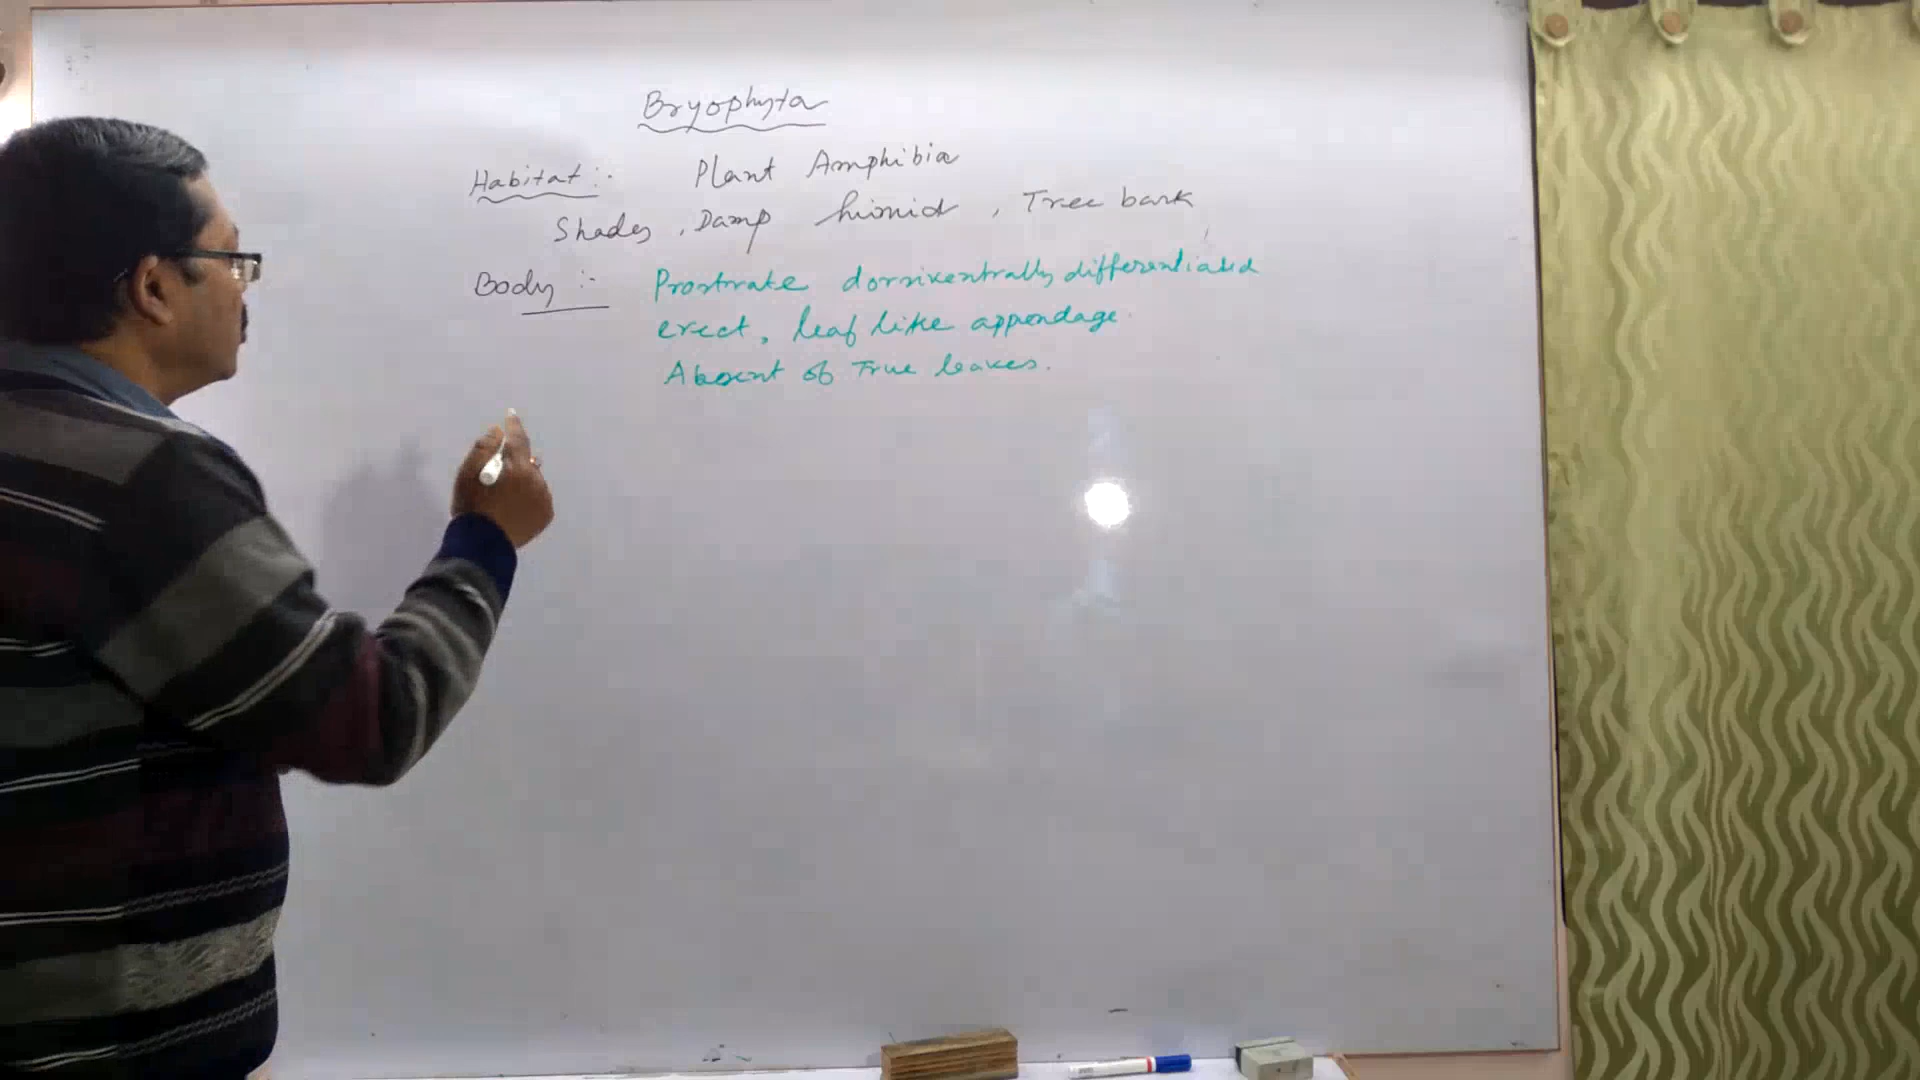 Bryophyta
Habitat :- Plant Amphibia
Shades, Damp humid, Tree bark
Body :- Prostrate dorsiventrally differentiated
erect, leaf like appendage.
Absent of True leaves.